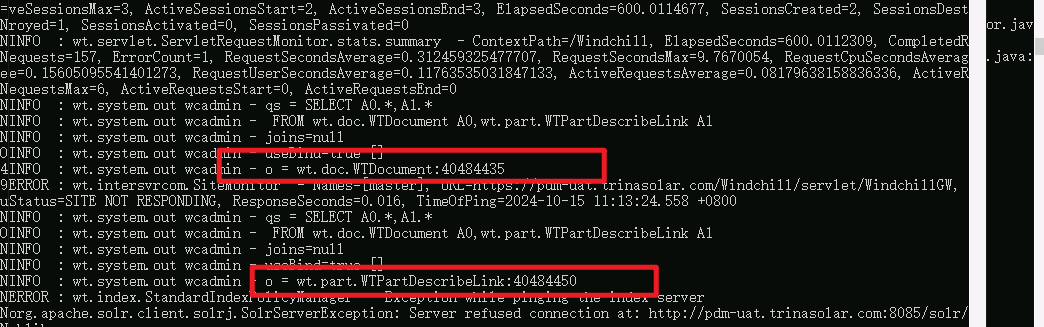 =veSessionsMax=3, ActiveSessionsStart=2, ActiveSessionsEnd=3, ElapsedSeconds=600.0114677, SessionsCreated=2, SessionsDest
Nroyed=1, SessionsActivated=0, SessionsPassivated=0
NINFO  : wt.servlet.ServletRequestMonitor.stats.summary  - ContextPath=/Windchill, ElapsedSeconds=600.0112309, CompletedR
Nequests=157, ErrorCount=1, RequestSecondsAverage=0.312459325477707, RequestSecondsMax=9.7670054, RequestCpuSecondsAverag
ee=0.1560509554140127​3, RequestUserSecondsAverage=0.11763535031847133, ActiveRequestsAverage=0.08179638158836336, ActiveR
NequestsMax=6, ActiveRequestsStart=0, ActiveRequestsEnd=0
NINFO  : wt.system.out wcadmin - qs = SELECT A0.*,A1.*
NINFO  : wt.system.out wcadmin -  FROM wt.doc.WTDocument A0,wt.part.WTPartDescribeLink A1
NINFO  : wt.system.out wcadmin - joins=null
OINFO  : wt.system.out wcadmin - useBind=true []
4INFO  : wt.system.out wcadmin - o = wt.doc.WTDocument:40484435
9ERROR : wt.intersvrcom.SiteMonitor  - Names=[master], URL=https://pdm-uat.trinasolar.com/Windchill/servlet/WindchillGW,
uStatus=SITE NOT RESPONDING, ResponseSeconds=0.016, TimeOfPing=2024-10-15 11:13:24.558 +0800
NINFO  : wt.system.out wcadmin - qs = SELECT A0.*,A1.*
OINFO  : wt.system.out wcadmin -  FROM wt.doc.WTDocument A0,wt.part.WTPartDescribeLink A1
NINFO  : wt.system.out wcadmin - joins=null
NINFO  : wt.system.out wcadmin - useBind=true []
NINFO  : wt.system.out wcadmin - o = wt.part.WTPartDescribeLink:40484450
NERROR : wt.index.StandardIndexPolicyManager  - Exception while pinging the index server
Norg.apache.solr.client.solrj.SolrServerException: Server refused connection at: http://pdm-uat.trinasolar.com:8085/solr/
or.jav
.java: